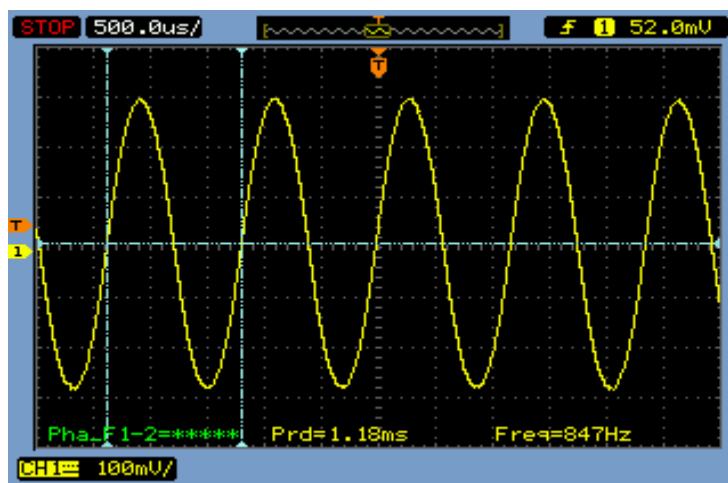 STOP 500.0us/ T ƒ 1 52.0mV
T
T
1
Pha_F1-2=***** Prd=1.18ms Freq=847Hz
CH1 100mV/